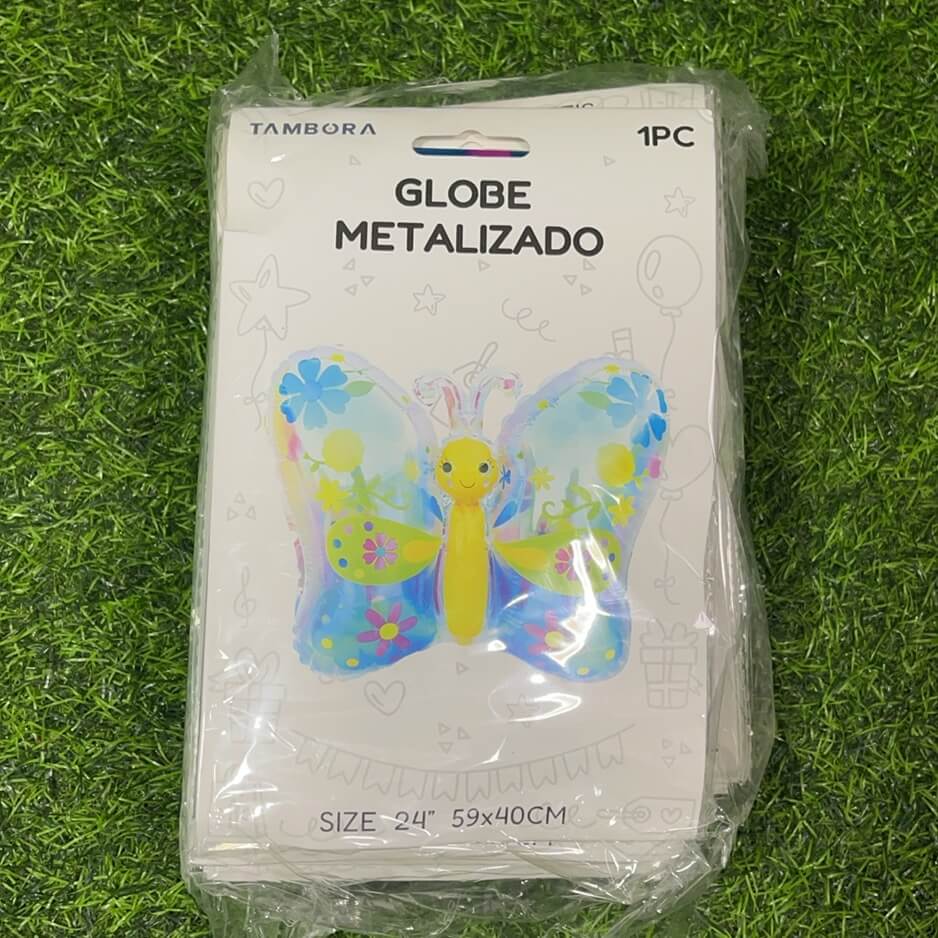 TAMBORA
1PC
GLOBE
METALIZADO
SIZE 24" 59x40CM